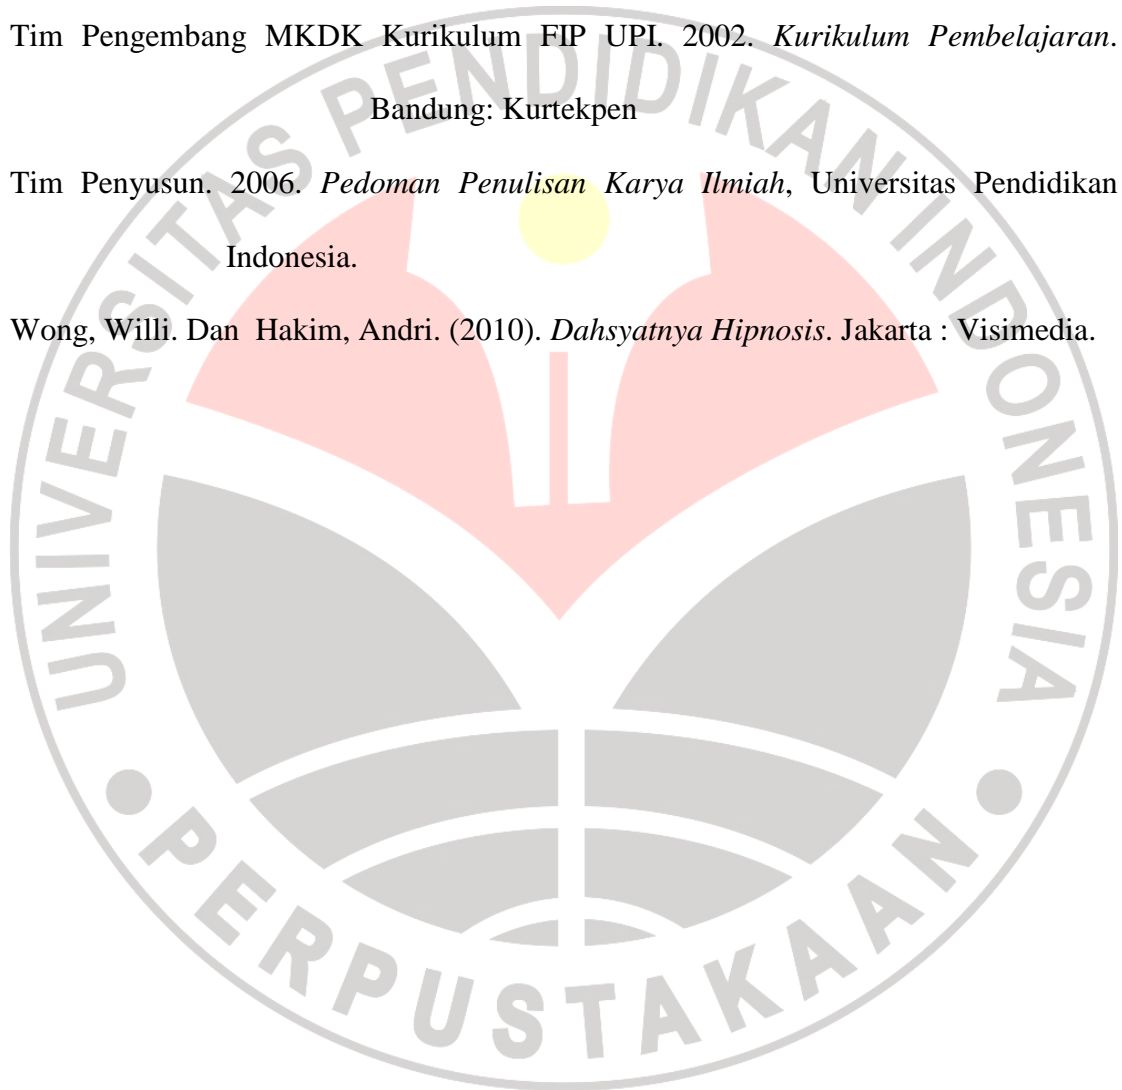 Tim Pengembang MKDK Kurikulum FIP UPI. 2002. Kurikulum Pembelajaran.
Bandung: Kurtekpen
Tim Penyusun. 2006. Pedoman Penulisan Karya Ilmiah, Universitas Pendidikan
Indonesia.
Wong, Willi. Dan Hakim, Andri. (2010). Dahsyatnya Hipnosis. Jakarta : Visimedia.
UNIVERSITAS PENDIDIKAN INDONESIA
PERPUSTAKAAN